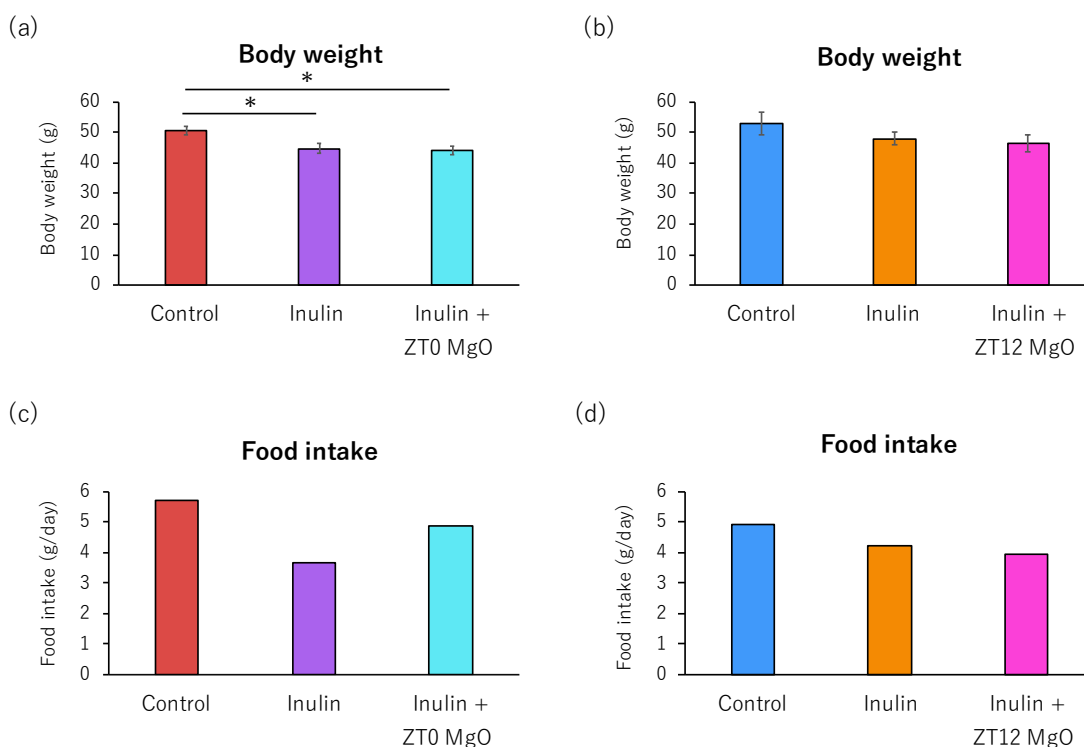 (a)
Body weight
*
*
Body weight (g)
60
50
40
30
20
10
0
Control
Inulin
Inulin +
ZT0 MgO
(b)
Body weight
Body weight (g)
60
50
40
30
20
10
0
Control
Inulin
Inulin +
ZT12 MgO
(c)
Food intake
Food intake (g/day)
6
5
4
3
2
1
0
Control
Inulin
Inulin +
ZT0 MgO
(d)
Food intake
Food intake (g/day)
6
5
4
3
2
1
0
Control
Inulin
Inulin +
ZT12 MgO